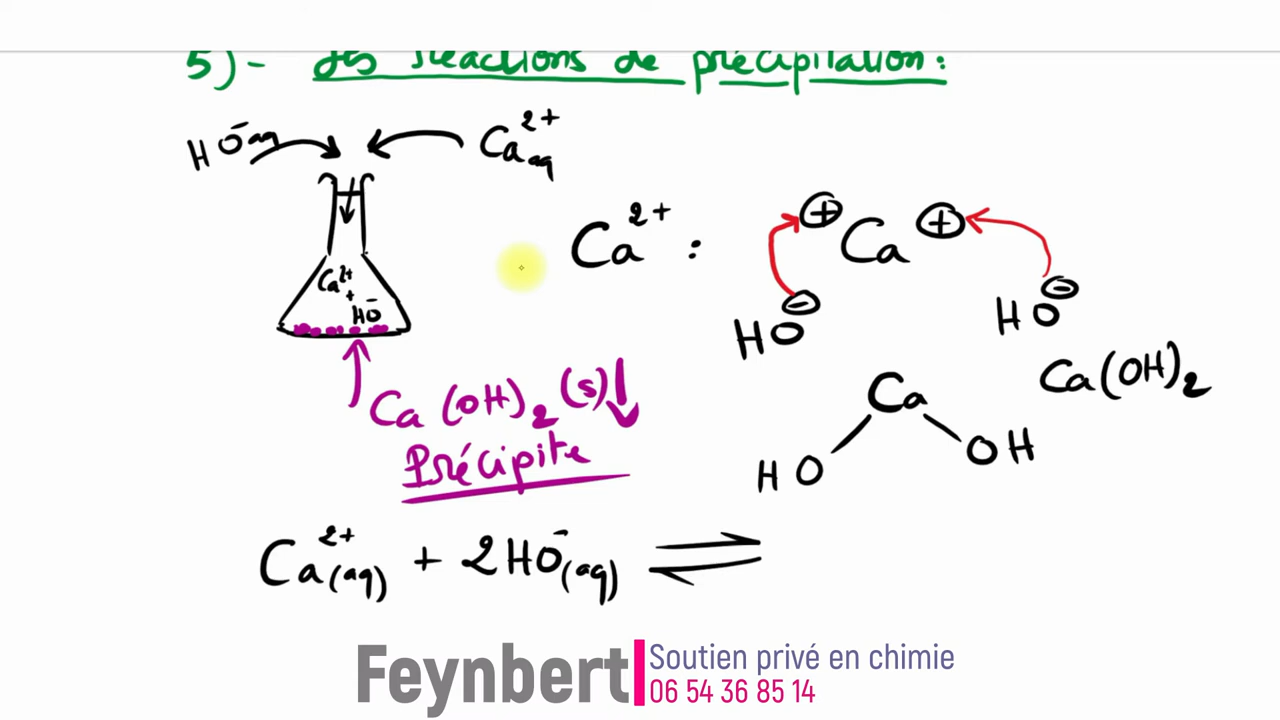 5)- Les Réactions de précipitation :
HO⁻aq
Ca²⁺aq
Ca²⁺ :
⊕ Ca ⊕
Ca²⁺
+
HO⁻
HO⊖
HO⊖
Ca(OH)₂(s)↓
Précipite
Ca(OH)₂
Ca
HO
OH
Ca²⁺(aq) + 2HO⁻(aq) ⇌
Feynbert
Soutien privé en chimie
06 54 36 85 14